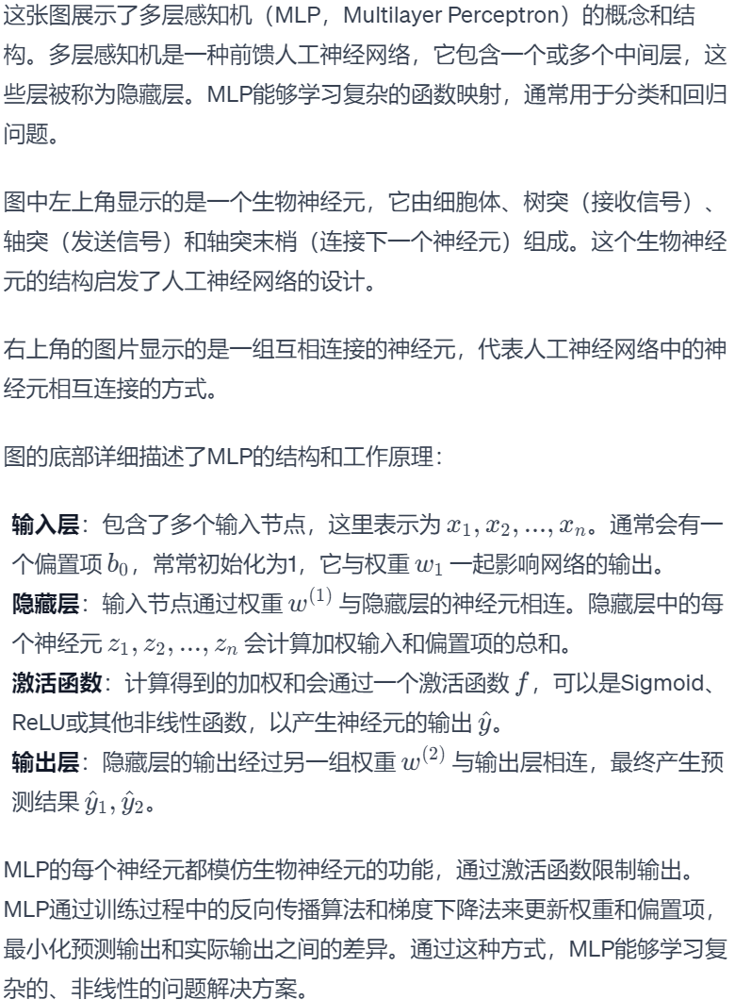 这张图展示了多层感知机（MLP，Multilayer Perceptron）的概念和结
构。多层感知机是一种前馈人工神经网络，它包含一个或多个中间层，这
些层被称为隐藏层。MLP能够学习复杂的函数映射，通常用于分类和回归
问题。
图中左上角显示的是一个生物神经元，它由细胞体、树突（接收信号）、
轴突（发送信号）和轴突末梢（连接下一个神经元）组成。这个生物神经
元的结构启发了人工神经网络的设计。
右上角的图片显示的是一组互相连接的神经元，代表人工神经网络中的神
经元相互连接的方式。
图的底部详细描述了MLP的结构和工作原理：
输入层：包含了多个输入节点，这里表示为 x₁, x₂, ..., xₙ。通常会有一
个偏置项 b₀，常常初始化为1，它与权重 w₁ 一起影响网络的输出。
隐藏层：输入节点通过权重 w⁽¹⁾ 与隐藏层的神经元相连。隐藏层中的每
个神经元 z₁, z₂, ..., zₙ 会计算加权输入和偏置项的总和。
激活函数：计算得到的加权和会通过一个激活函数 f，可以是Sigmoid、
ReLU或其他非线性函数，以产生神经元的输出 ŷ。
输出层：隐藏层的输出经过另一组权重 w⁽²⁾ 与输出层相连，最终产生预
测结果 ŷ₁, ŷ₂。
MLP的每个神经元都模仿生物神经元的功能，通过激活函数限制输出。
MLP通过训练过程中的反向传播算法和梯度下降法来更新权重和偏置项，
最小化预测输出和实际输出之间的差异。通过这种方式，MLP能够学习复
杂的、非线性的问题解决方案。